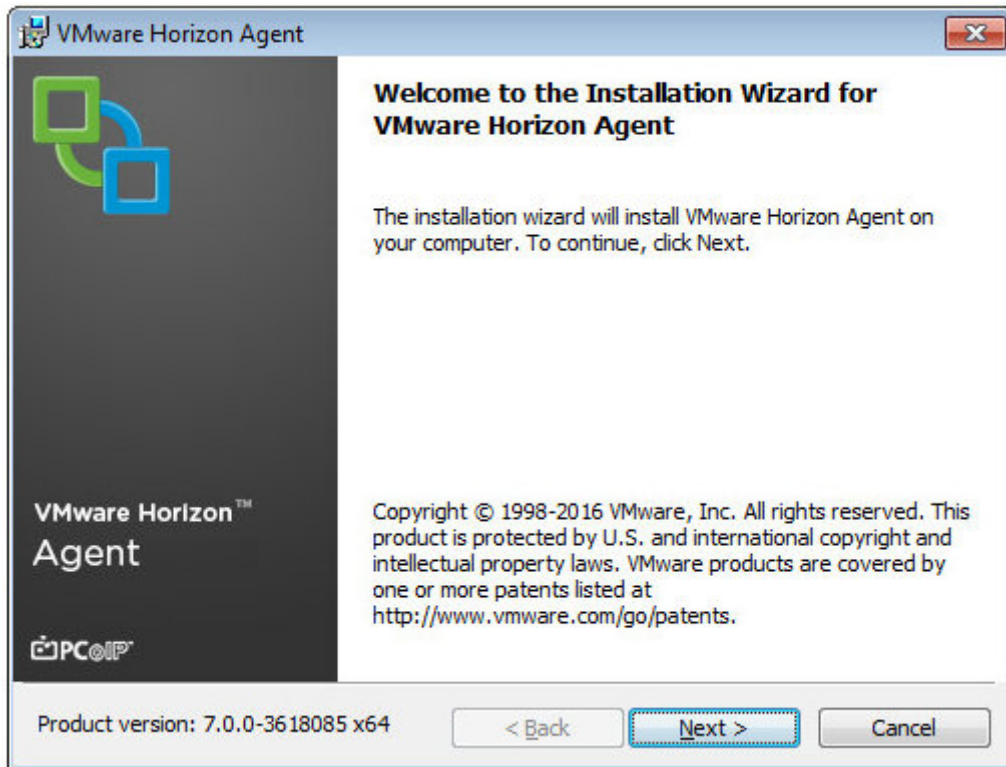 VMware Horizon Agent
Welcome to the Installation Wizard for
VMware Horizon Agent
The installation wizard will install VMware Horizon Agent on
your computer. To continue, click Next.
VMware Horizon™
Agent
PCoIP™
Copyright © 1998-2016 VMware, Inc. All rights reserved. This
product is protected by U.S. and international copyright and
intellectual property laws. VMware products are covered by
one or more patents listed at
http://www.vmware.com/go/patents.
Product version: 7.0.0-3618085 x64
< Back
Next >
Cancel